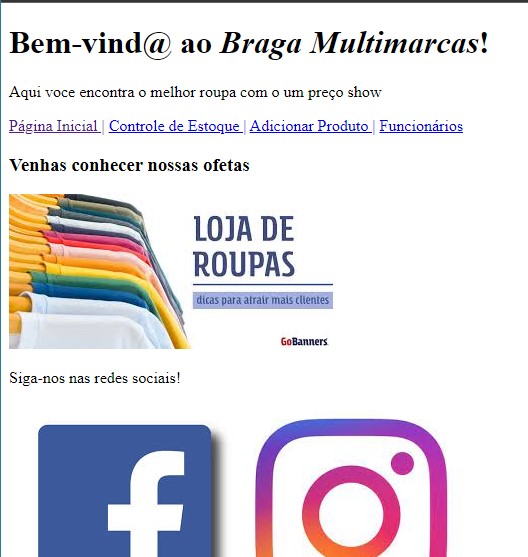 Bem-vind@ ao Braga Multimarcas!
Aqui voce encontra o melhor roupa com o um preço show
Página Inicial | Controle de Estoque | Adicionar Produto | Funcionários
Venhas conhecer nossas ofetas
LOJA DE
ROUPAS
dicas para atrair mais clientes
GoBanners
Siga-nos nas redes sociais!